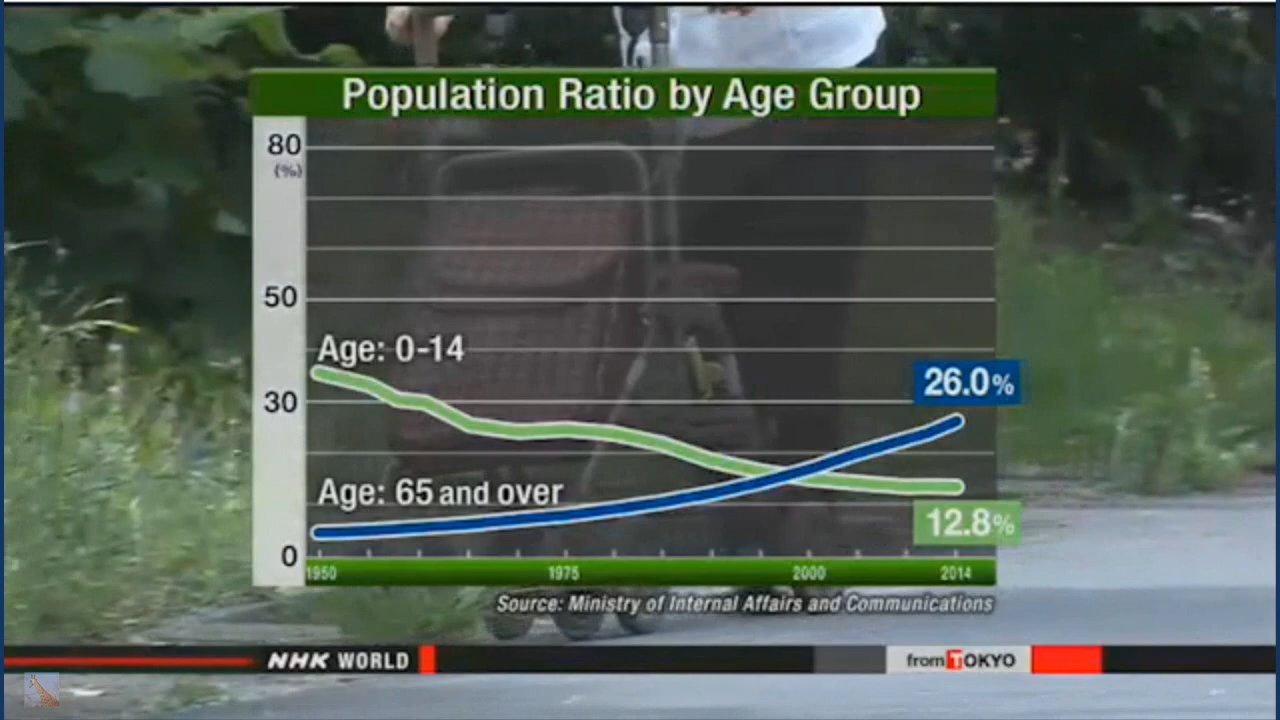 Population Ratio by Age Group
80
(%)
50
Age: 0-14
26.0%
30
Age: 65 and over
12.8%
0
1950 1975 2000 2014
Source: Ministry of Internal Affairs and Communications
NHK WORLD
from TOKYO